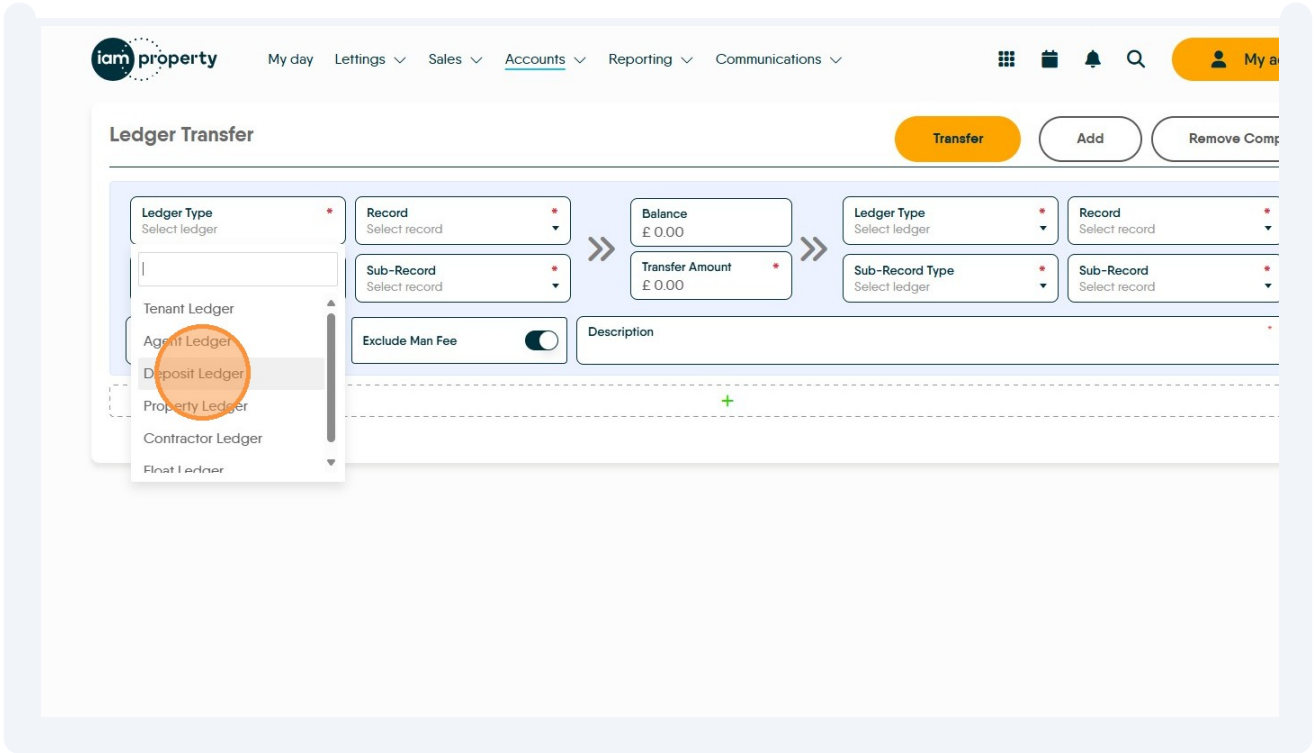 iam property
My day Lettings Sales Accounts Reporting Communications
Ledger Transfer
Transfer Add Remove
Ledger Type * Record * Balance Ledger Type * Record *
Select ledger Select record £ 0.00 Select ledger Select record
Sub-Record * Transfer Amount * Sub-Record Type * Sub-Record *
Select record £ 0.00 Select ledger Select record
Tenant Ledger
Agent Ledger
Deposit Ledger
Property Ledger
Contractor Ledger
Float Ledger
Exclude Man Fee Description *
+